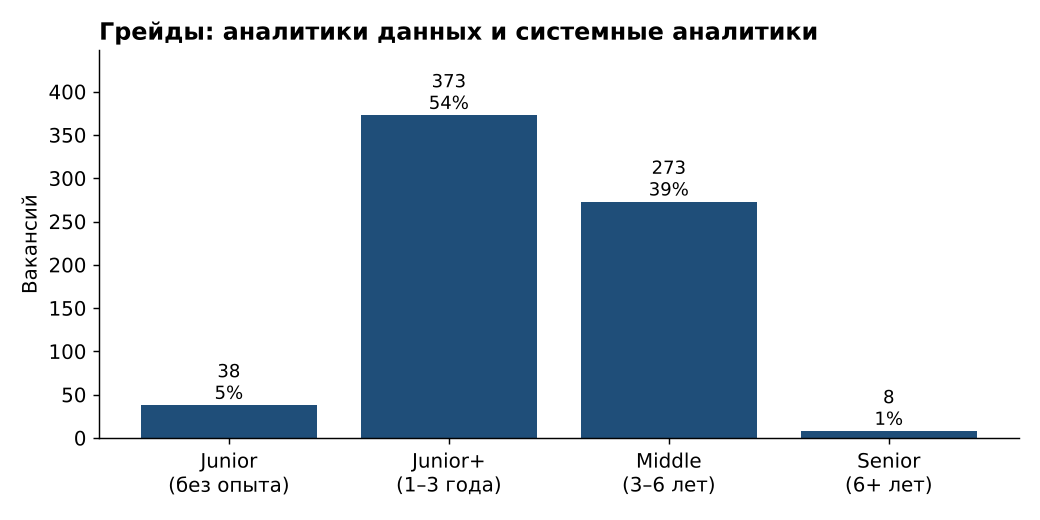 Грейды: аналитики данных и системные аналитики
Вакансий
400
350
300
250
200
150
100
50
0
38
5%
373
54%
273
39%
8
1%
Junior
(без опыта)
Junior+
(1–3 года)
Middle
(3–6 лет)
Senior
(6+ лет)